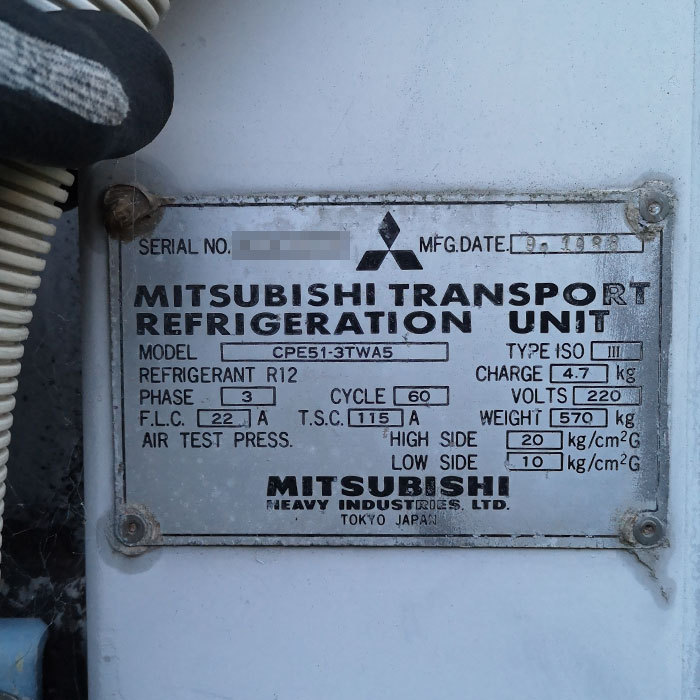 SERIAL NO. MFG.DATE. 9. 1988
MITSUBISHI TRANSPORT
REFRIGERATION UNIT
MODEL CPE51-3TWA5 TYPE ISO III
REFRIGERANT R12 CHARGE 4.7 kg
PHASE 3 CYCLE 60 VOLTS 220
F.L.C. 22 A T.S.C. 115 A WEIGHT 570 kg
AIR TEST PRESS. HIGH SIDE 20 kg/cm²G
LOW SIDE 10 kg/cm²G
MITSUBISHI
HEAVY INDUSTRIES, LTD.
TOKYO JAPAN